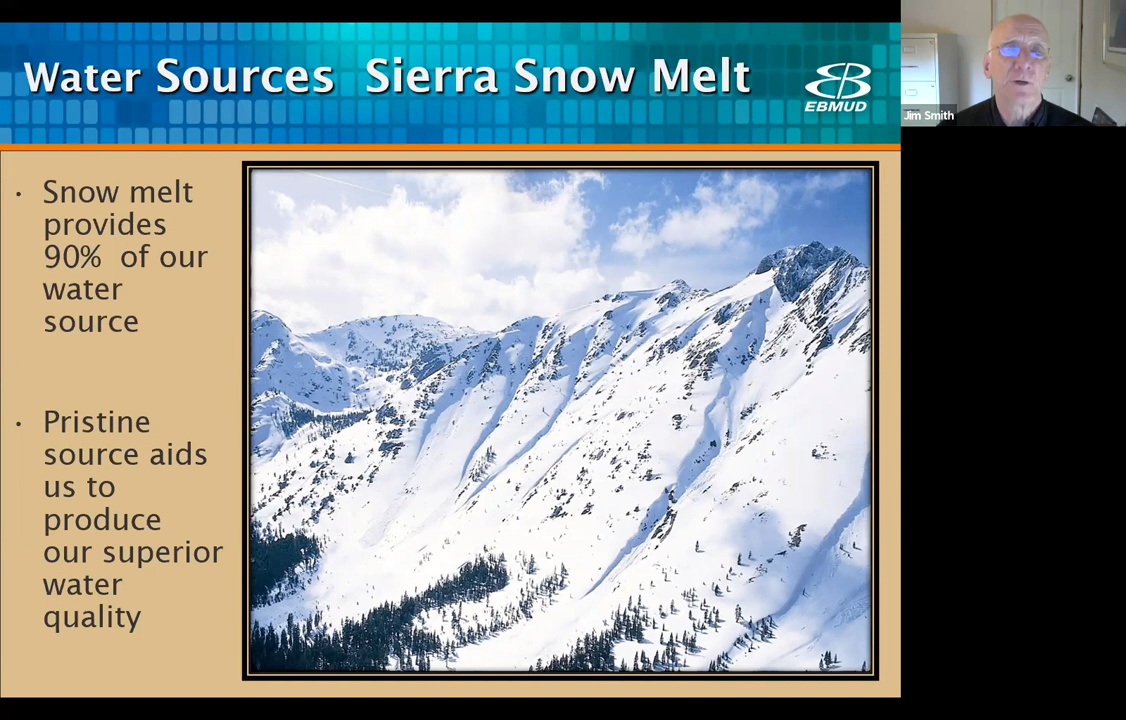 Water Sources  Sierra Snow Melt
EBMUD
Jim Smith
• Snow melt
provides
90%  of our
water
source
• Pristine
source aids
us to
produce
our superior
water
quality